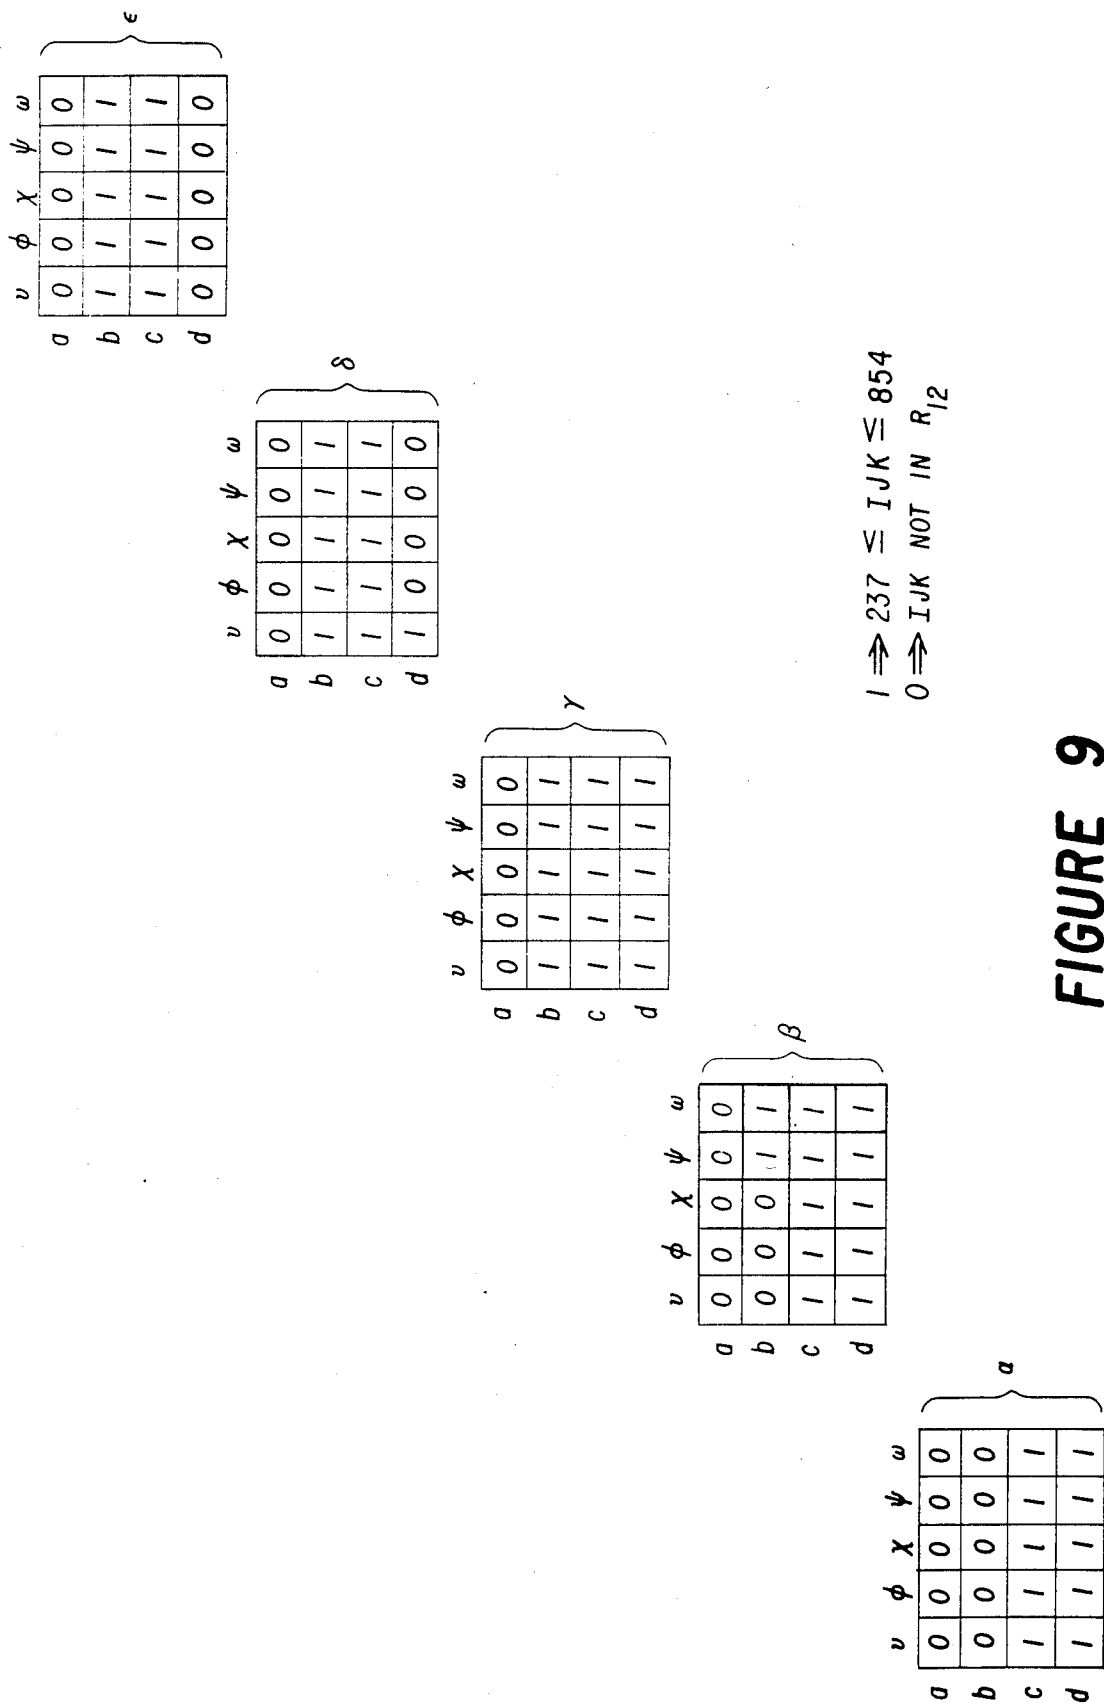 υ φ χ ψ ω
a 0 0 0 0 0
b 1 1 1 1 1
c 1 1 1 1 1
d 0 0 0 0 0
ϵ
υ φ χ ψ ω
a 0 0 0 0 0
b 1 1 1 1 1
c 1 1 1 1 1
d 1 0 0 0 0
δ
υ φ χ ψ ω
a 0 0 0 0 0
b 1 1 1 1 1
c 1 1 1 1 1
d 1 1 1 1 1
γ
υ φ χ ψ ω
a 0 0 0 0 0
b 0 0 0 1 1
c 1 1 1 1 1
d 1 1 1 1 1
β
υ φ χ ψ ω
a 0 0 0 0 0
b 0 0 0 0 0
c 1 1 1 1 1
d 1 1 1 1 1
α
1 ⇒ 237 ≤ IJK ≤ 854
0 ⇒ IJK NOT IN R₁₂
FIGURE 9